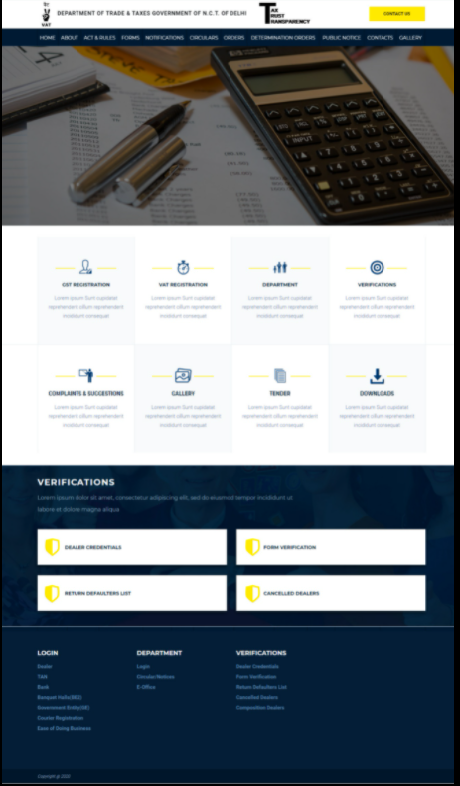 DEPARTMENT OF TRADE & TAXES GOVERNMENT OF N.C.T. OF DELHI
VAT
TAX
TRUST
TRANSPARENCY
CONTACT US
HOME ABOUT ACT & RULES FORMS NOTIFICATIONS CIRCULARS ORDERS DETERMINATION ORDERS PUBLIC NOTICE CONTACTS GALLERY
GST REGISTRATION
Lorem ipsum Sunt cupidatat
reprehenderit cillum reprehenderit
incididunt consequat
VAT REGISTRATION
Lorem ipsum Sunt cupidatat
reprehenderit cillum reprehenderit
incididunt consequat
DEPARTMENT
Lorem ipsum Sunt cupidatat
reprehenderit cillum reprehenderit
incididunt consequat
VERIFICATIONS
Lorem ipsum Sunt cupidatat
reprehenderit cillum reprehenderit
incididunt consequat
COMPLAINTS & SUGGESTIONS
Lorem ipsum Sunt cupidatat
reprehenderit cillum reprehenderit
incididunt consequat
GALLERY
Lorem ipsum Sunt cupidatat
reprehenderit cillum reprehenderit
incididunt consequat
TENDER
Lorem ipsum Sunt cupidatat
reprehenderit cillum reprehenderit
incididunt consequat
DOWNLOADS
Lorem ipsum Sunt cupidatat
reprehenderit cillum reprehenderit
incididunt consequat
VERIFICATIONS
Lorem ipsum dolor sit amet, consectetur adipiscing elit, sed do eiusmod tempor incididunt ut
labore et dolore magna aliqua
DEALER CREDENTIALS
FORM VERIFICATION
RETURN DEFAULTERS LIST
CANCELLED DEALERS
LOGIN
Dealer
TAN
Bank
Banquet Halls(BE)
Government Entity(GE)
Courier Registration
Ease of Doing Business
DEPARTMENT
Login
Circular/Notices
E-Office
VERIFICATIONS
Dealer Credentials
Form Verification
Return Defaulters List
Cancelled Dealers
Composition Dealers
Copyright @ 2020